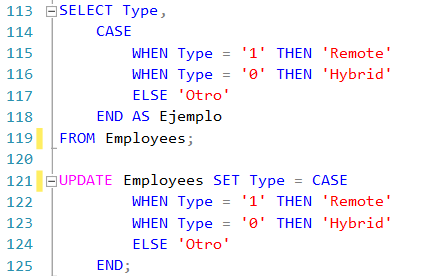 113 SELECT Type,
114 CASE
115 WHEN Type = '1' THEN 'Remote'
116 WHEN Type = '0' THEN 'Hybrid'
117 ELSE 'Otro'
118 END AS Ejemplo
119 FROM Employees;
120
121 UPDATE Employees SET Type = CASE
122 WHEN Type = '1' THEN 'Remote'
123 WHEN Type = '0' THEN 'Hybrid'
124 ELSE 'Otro'
125 END;